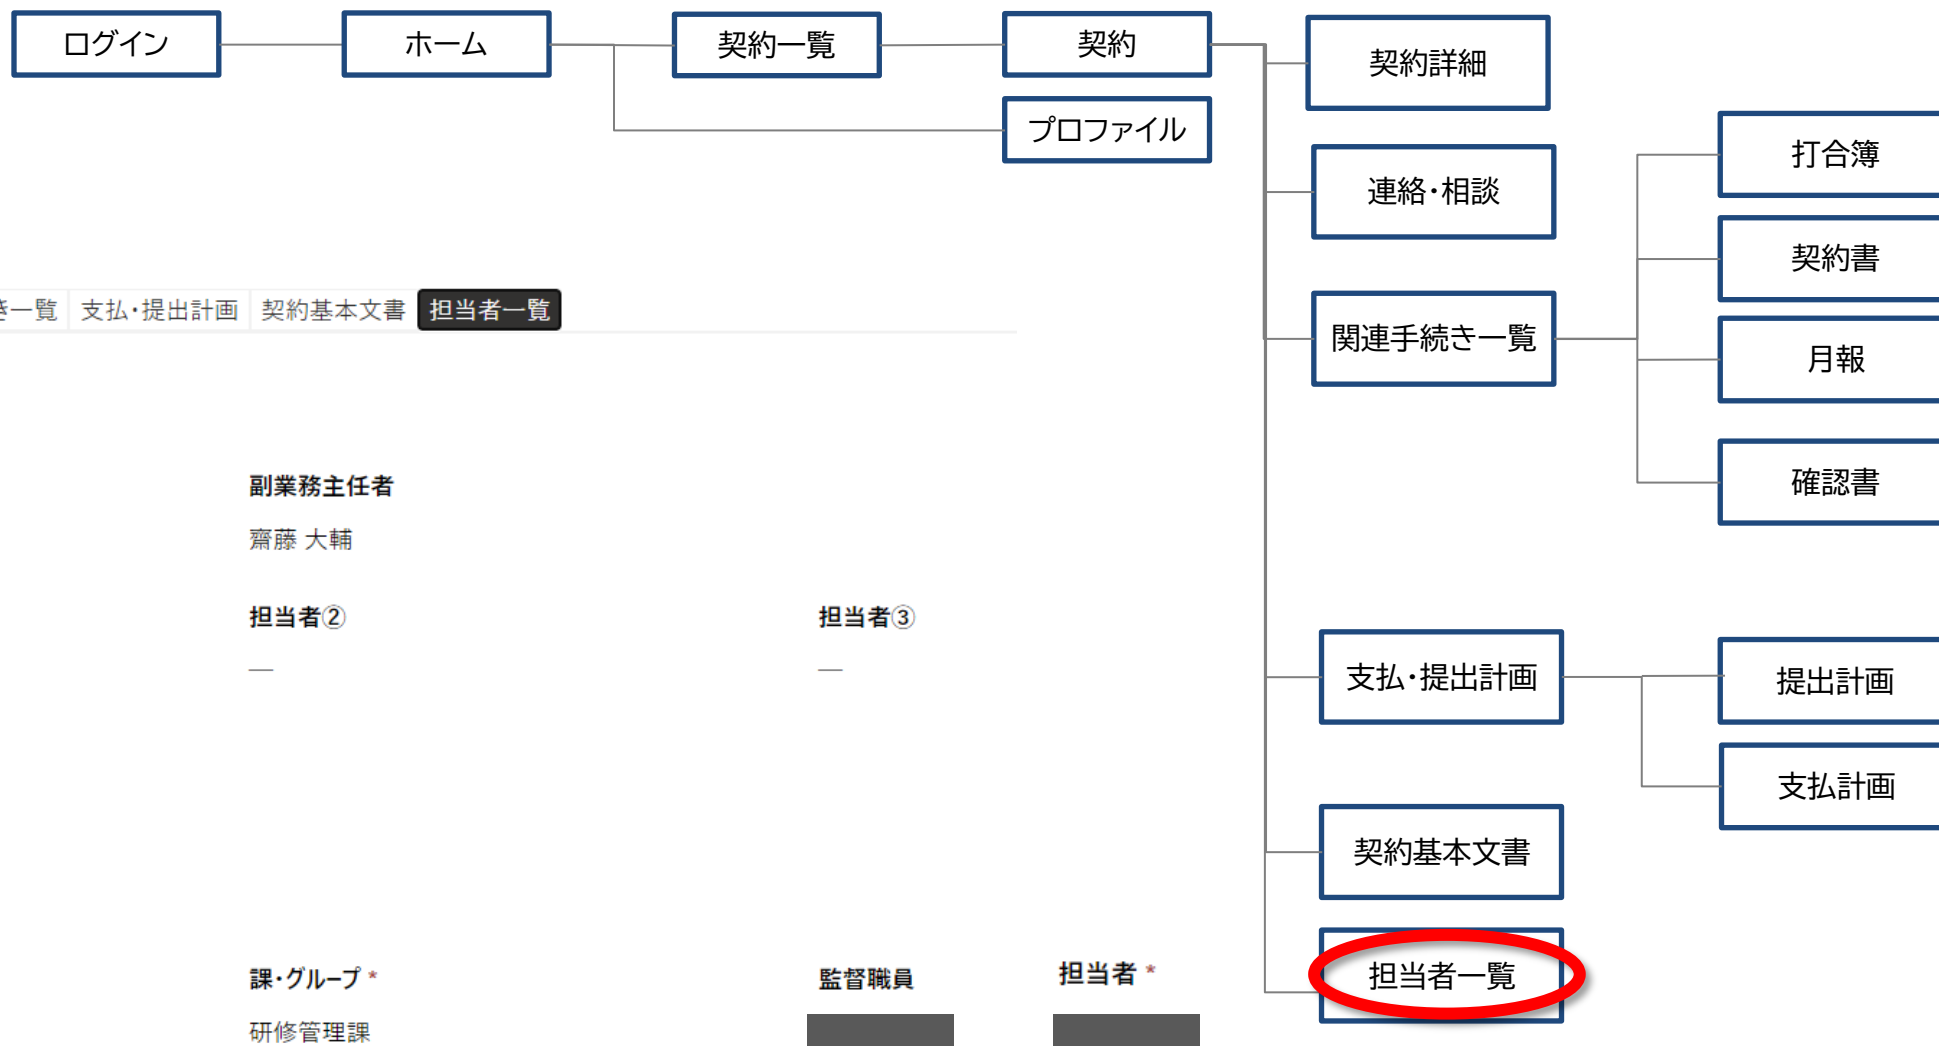 ログイン
ホーム
契約一覧
契約
プロファイル
契約詳細
連絡・相談
関連手続き一覧
打合簿
契約書
月報
確認書
支払・提出計画
提出計画
支払計画
契約基本文書
担当者一覧
き一覧 支払・提出計画 契約基本文書 担当者一覧
副業務主任者
齋藤 大輔
担当者② 担当者③
— —
課・グループ * 監督職員 担当者 *
研修管理課